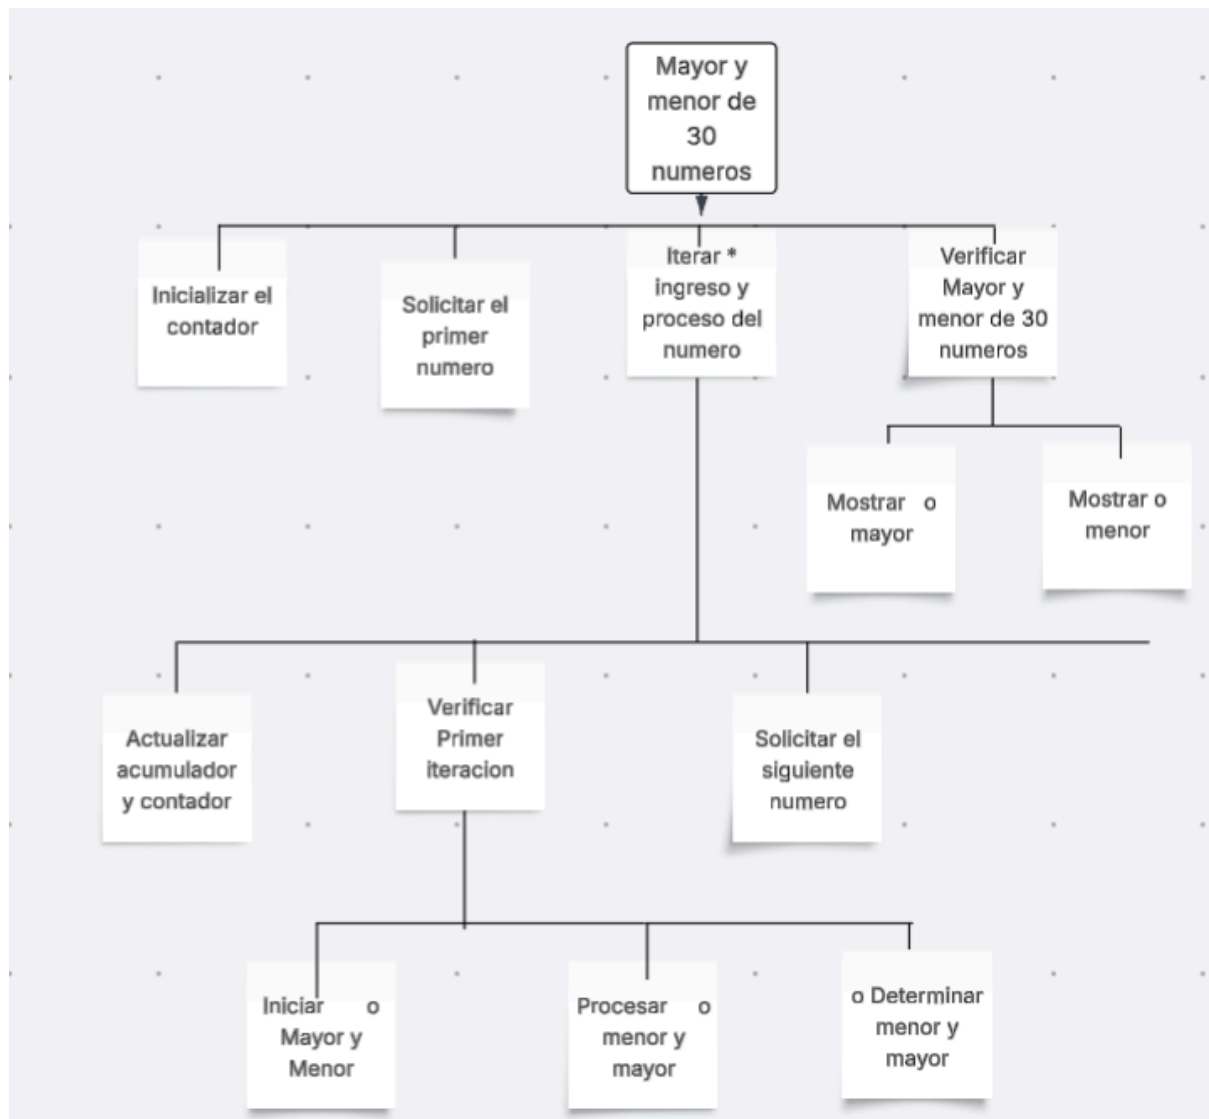 Mayor y
menor de
30
numeros
Inicializar el
contador
Solicitar el
primer
numero
Iterar *
ingreso y
proceso del
numero
Verificar
Mayor y
menor de 30
numeros
Mostrar o
mayor
Mostrar o
menor
Actualizar
acumulador
y contador
Verificar
Primer
iteracion
Solicitar el
siguiente
numero
Iniciar o
Mayor y
Menor
Procesar o
menor y
mayor
o Determinar
menor y
mayor